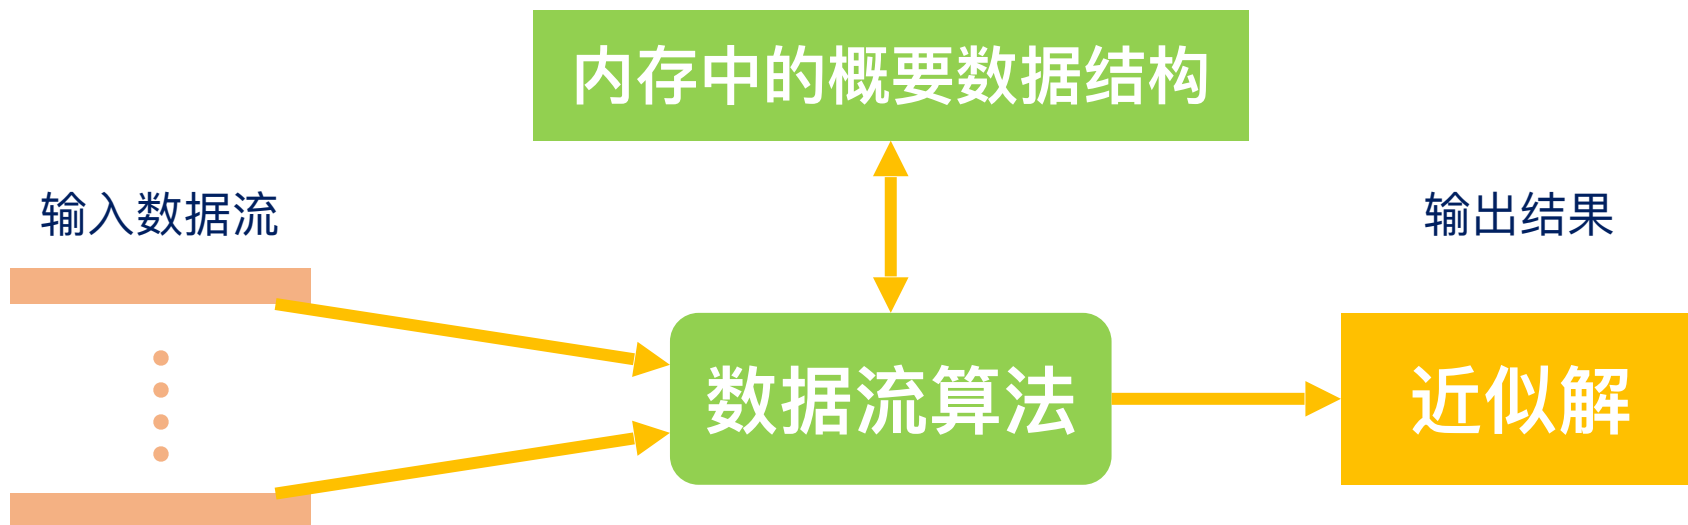 内存中的概要数据结构
输入数据流
输出结果
数据流算法
近似解